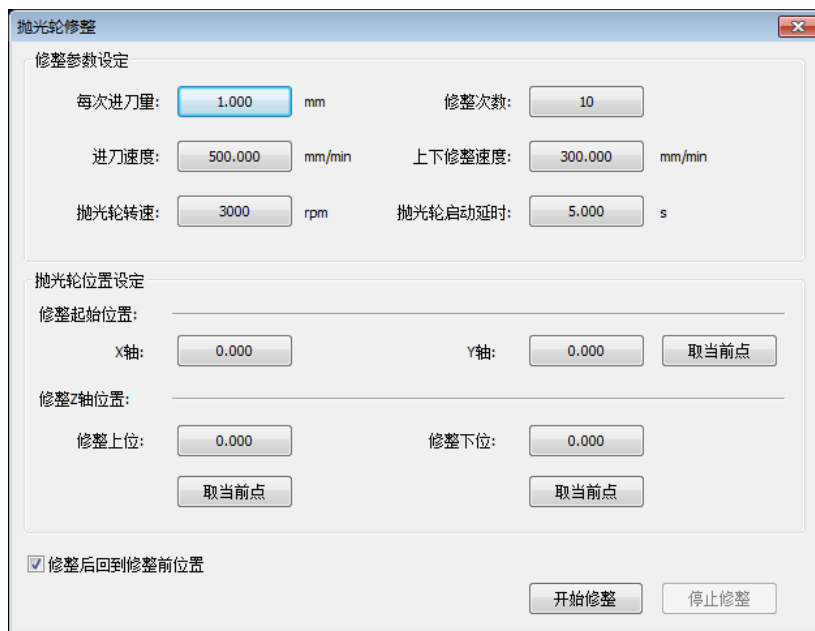 抛光轮修整
修整参数设定
每次进刀量: 1.000 mm 修整次数: 10
进刀速度: 500.000 mm/min 上下修整速度: 300.000 mm/min
抛光轮转速: 3000 rpm 抛光轮启动延时: 5.000 s
抛光轮位置设定
修整起始位置:
X轴: 0.000 Y轴: 0.000 取当前点
修整Z轴位置:
修整上位: 0.000 修整下位: 0.000
取当前点 取当前点
修整后回到修整前位置
开始修整 停止修整